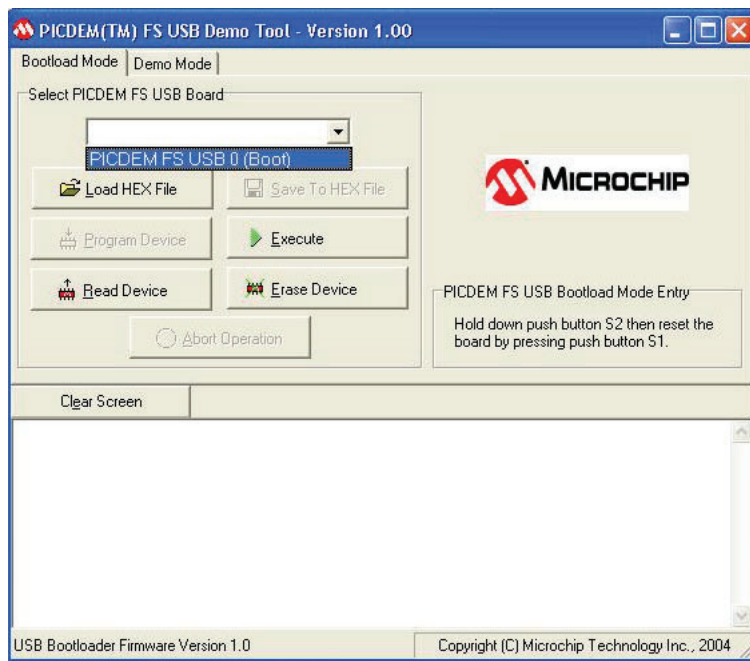 PICDEM(TM) FS USB Demo Tool - Version 1.00
Bootload Mode
Demo Mode
Select PICDEM FS USB Board
PICDEM FS USB 0 (Boot)
Load HEX File
Save To HEX File
Program Device
Execute
Read Device
Erase Device
Abort Operation
MICROCHIP
PICDEM FS USB Bootload Mode Entry
Hold down push button S2 then reset the
board by pressing push button S1.
Clear Screen
USB Bootloader Firmware Version 1.0
Copyright (C) Microchip Technology Inc., 2004